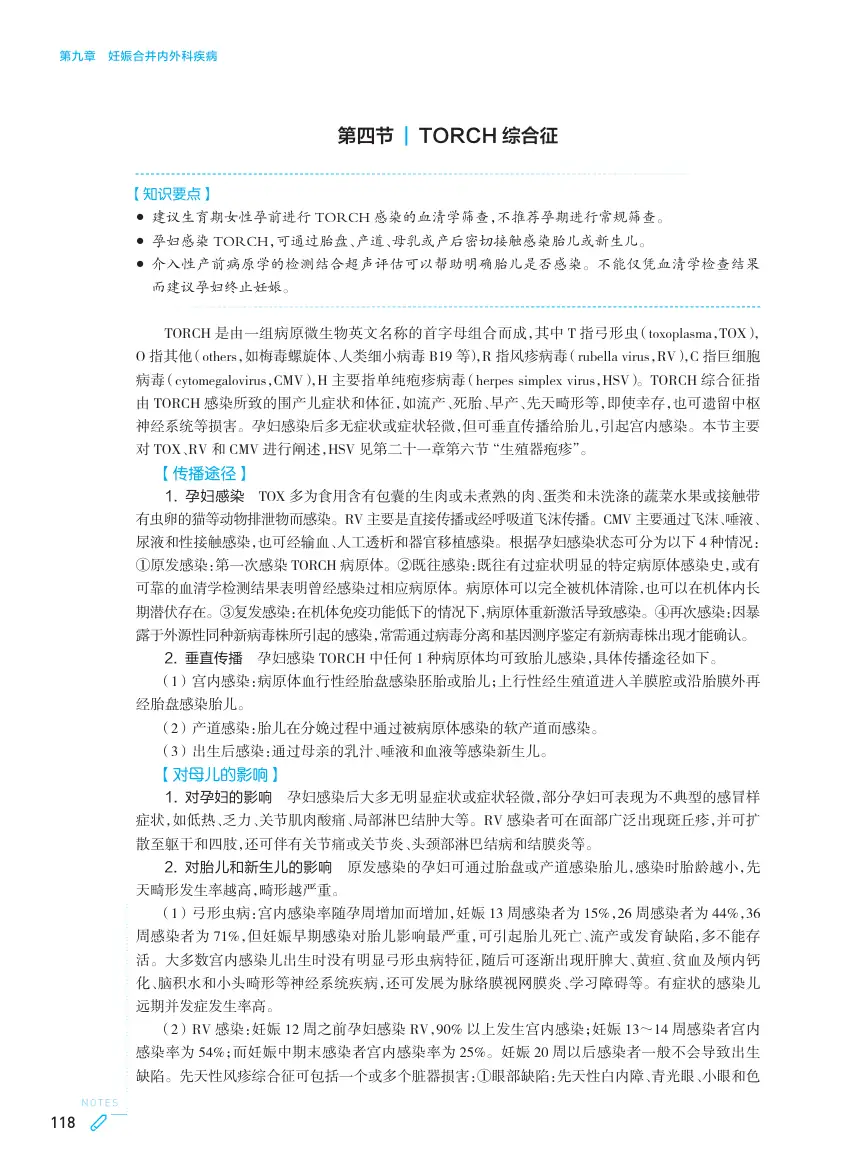 第九章　妊娠合并内外科疾病
第四节｜TORCH 综合征
【知识要点】
● 建议生育期女性孕前进行 TORCH 感染的血清学筛查，不推荐孕期进行常规筛查。
● 孕妇感染 TORCH，可通过胎盘、产道、母乳或产后密切接触感染胎儿或新生儿。
● 介入性产前病原学的检测结合超声评估可以帮助明确胎儿是否感染。不能仅凭血清学检查结果
而建议孕妇终止妊娠。
TORCH 是由一组病原微生物英文名称的首字母组合而成，其中 T 指弓形虫（toxoplasma，TOX），
O 指其他（others，如梅毒螺旋体、人类细小病毒 B19 等），R 指风疹病毒（rubella virus，RV），C 指巨细胞
病毒（cytomegalovirus，CMV），H 主要指单纯疱疹病毒（herpes simplex virus，HSV）。TORCH 综合征指
由 TORCH 感染所致的围产儿症状和体征，如流产、死胎、早产、先天畸形等，即使幸存，也可遗留中枢
神经系统等损害。孕妇感染后多无症状或症状轻微，但可垂直传播给胎儿，引起宫内感染。本节主要
对 TOX、RV 和 CMV 进行阐述，HSV 见第二十一章第六节“生殖器疱疹”。
【传播途径】
1. 孕妇感染　TOX 多为食用含有包囊的生肉或未煮熟的肉、蛋类和未洗涤的蔬菜水果或接触带
有虫卵的猫等动物排泄物而感染。RV 主要是直接传播或经呼吸道飞沫传播。CMV 主要通过飞沫、唾液、
尿液和性接触感染，也可经输血、人工透析和器官移植感染。根据孕妇感染状态可分为以下 4 种情况：
①原发感染：第一次感染 TORCH 病原体。②既往感染：既往有过症状明显的特定病原体感染史，或有
可靠的血清学检测结果表明曾经感染过相应病原体。病原体可以完全被机体清除，也可以在机体内长
期潜伏存在。③复发感染：在机体免疫功能低下的情况下，病原体重新激活导致感染。④再次感染：因暴
露于外源性同种新病毒株所引起的感染，常需通过病毒分离和基因测序鉴定有新病毒株出现才能确认。
2. 垂直传播　孕妇感染 TORCH 中任何 1 种病原体均可致胎儿感染，具体传播途径如下。
（1）宫内感染：病原体血行性经胎盘感染胚胎或胎儿；上行性经生殖道进入羊膜腔或沿胎膜外再
经胎盘感染胎儿。
（2）产道感染：胎儿在分娩过程中通过被病原体感染的软产道而感染。
（3）出生后感染：通过母亲的乳汁、唾液和血液等感染新生儿。
【对母儿的影响】
1. 对孕妇的影响　孕妇感染后大多无明显症状或症状轻微，部分孕妇可表现为不典型的感冒样
症状，如低热、乏力、关节肌肉酸痛、局部淋巴结肿大等。RV 感染者可在面部广泛出现斑丘疹，并可扩
散至躯干和四肢，还可伴有关节痛或关节炎、头颈部淋巴结病和结膜炎等。
2. 对胎儿和新生儿的影响　原发感染的孕妇可通过胎盘或产道感染胎儿，感染时胎龄越小，先
天畸形发生率越高，畸形越严重。
（1）弓形虫病：宫内感染率随孕周增加而增加，妊娠 13 周感染者为 15%，26 周感染者为 44%，36
周感染者为 71%，但妊娠早期感染对胎儿影响最严重，可引起胎儿死亡、流产或发育缺陷，多不能存
活。大多数宫内感染儿出生时没有明显弓形虫病特征，随后可逐渐出现肝脾大、黄疸、贫血及颅内钙
化、脑积水和小头畸形等神经系统疾病，还可发展为脉络膜视网膜炎、学习障碍等。有症状的感染儿
远期并发症发生率高。
（2）RV 感染：妊娠 12 周之前孕妇感染 RV，90% 以上发生宫内感染；妊娠 13～14 周感染者宫内
感染率为 54%；而妊娠中期末感染者宫内感染率为 25%。妊娠 20 周以后感染者一般不会导致出生
缺陷。先天性风疹综合征可包括一个或多个脏器损害：①眼部缺陷：先天性白内障、青光眼、小眼和色
NOTES
118